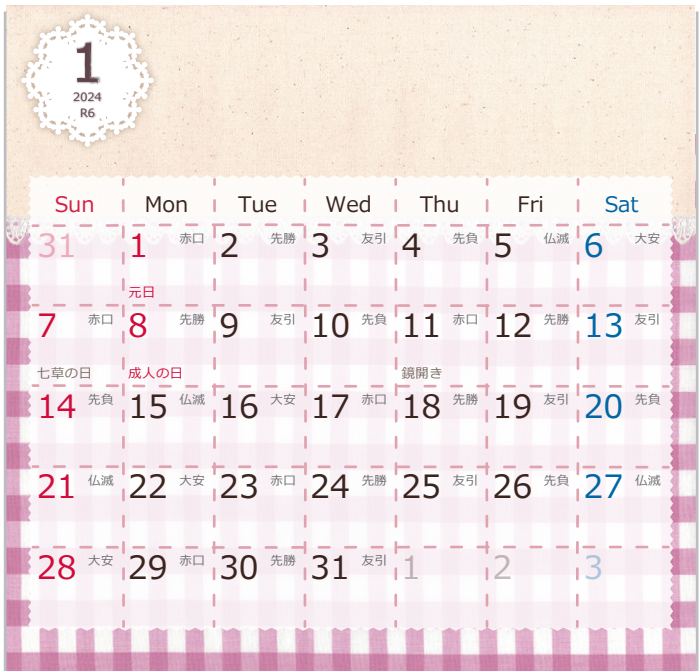 1
2024
R6
Sun Mon Tue Wed Thu Fri Sat
31 1 赤口 2 先勝 3 友引 4 先負 5 仏滅 6 大安
元日
7 赤口 8 先勝 9 友引 10 先負 11 赤口 12 先勝 13 友引
七草の日 成人の日 鏡開き
14 先負 15 仏滅 16 大安 17 赤口 18 先勝 19 友引 20 先負
21 仏滅 22 大安 23 赤口 24 先勝 25 友引 26 先負 27 仏滅
28 大安 29 赤口 30 先勝 31 友引 1 2 3